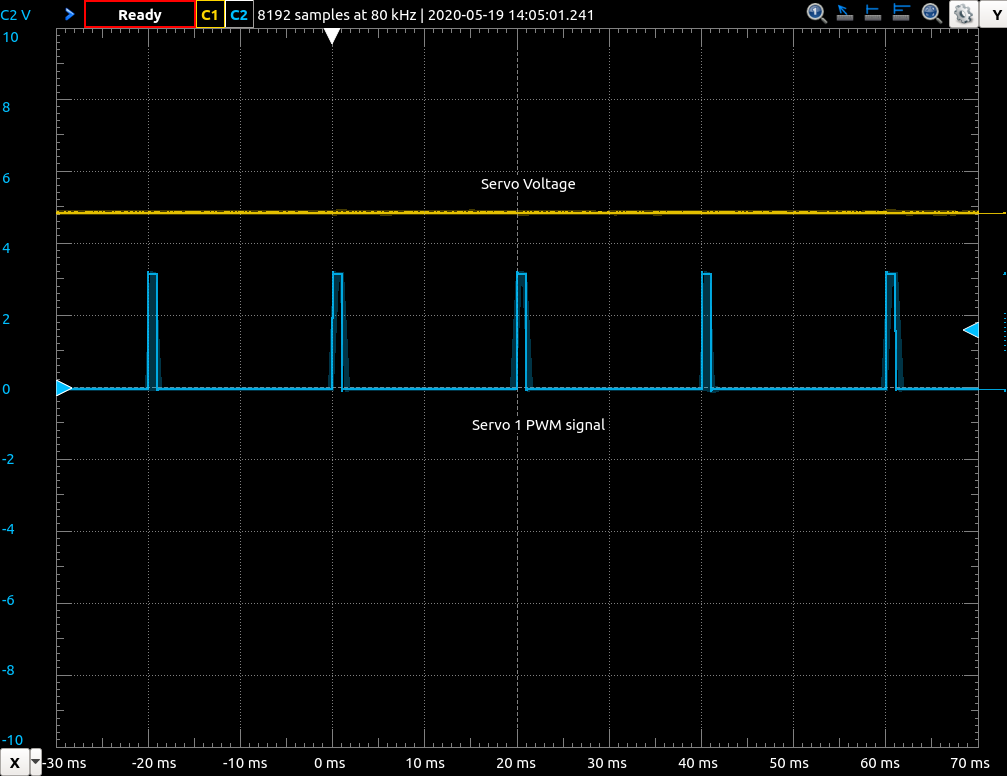 C2 V
Ready
C1
C2
8192 samples at 80 kHz | 2020-05-19 14:05:01.241
Y
10
8
6
Servo Voltage
4
2
0
Servo 1 PWM signal
-2
-4
-6
-8
-10
X
-30 ms
-20 ms
-10 ms
0 ms
10 ms
20 ms
30 ms
40 ms
50 ms
60 ms
70 ms